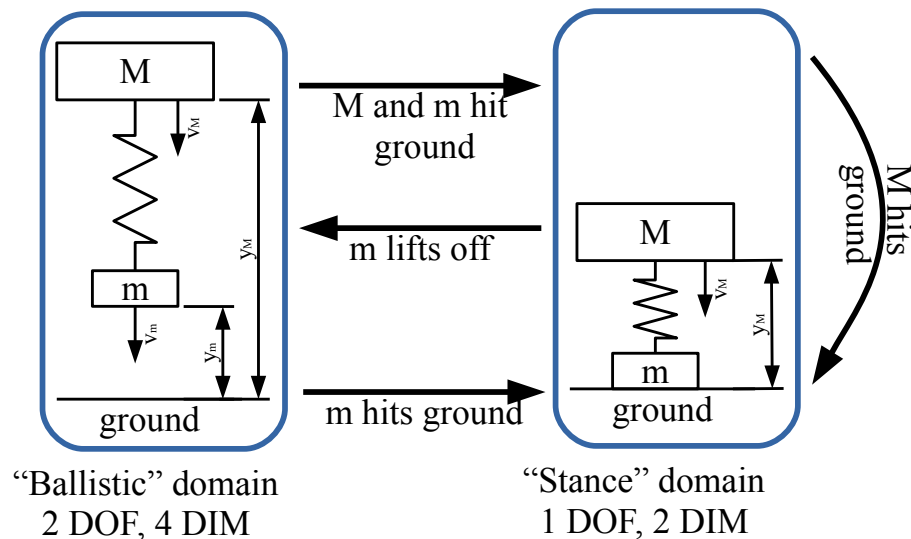 M
v_M
y_M
m
v_m
y_m
ground
"Ballistic" domain
2 DOF, 4 DIM
M and m hit
ground
m lifts off
m hits ground
M
v_M
y_M
m
ground
"Stance" domain
1 DOF, 2 DIM
M hits
ground